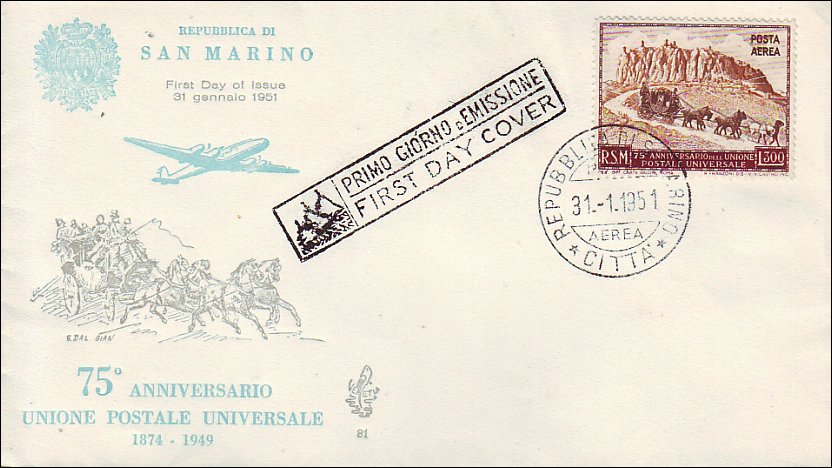 REPUBBLICA DI
SAN MARINO
First Day of Issue
31 gennaio 1951
PRIMO GIORNO D'EMISSIONE
FIRST DAY COVER
POSTA
AEREA
RSM
75° ANNIVERSARIO DELL'UNIONE
POSTALE UNIVERSALE
L.300
REPUBBLICA DI S. MARINO
31.-1.1951
AEREA
★ CITTÀ ★
E. DAL BIAN
75° ANNIVERSARIO
UNIONE POSTALE UNIVERSALE
1874 - 1949
81